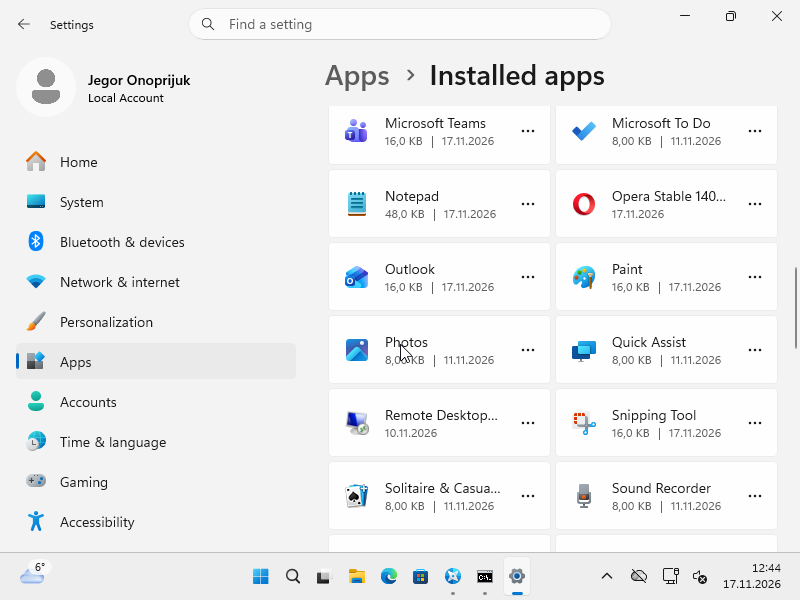 Settings
Find a setting
Jegor Onoprijuk
Local Account
Home
System
Bluetooth & devices
Network & internet
Personalization
Apps
Accounts
Time & language
Gaming
Accessibility
Apps > Installed apps
Microsoft Teams
16,0 KB | 17.11.2026
Microsoft To Do
8,00 KB | 11.11.2026
Notepad
48,0 KB | 17.11.2026
Opera Stable 140...
17.11.2026
Outlook
16,0 KB | 17.11.2026
Paint
16,0 KB | 17.11.2026
Photos
8,00 KB | 11.11.2026
Quick Assist
8,00 KB | 11.11.2026
Remote Desktop...
10.11.2026
Snipping Tool
16,0 KB | 17.11.2026
Solitaire & Casua...
8,00 KB | 11.11.2026
Sound Recorder
8,00 KB | 11.11.2026
6°
12:44
17.11.2026